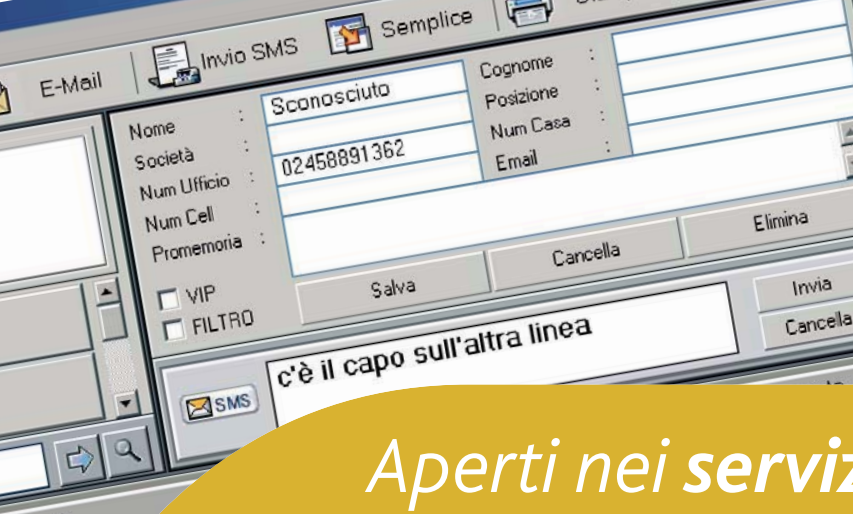 E-Mail Invio SMS Semplice
Nome : Sconosciuto Cognome :
Società : Posizione :
Num Ufficio : 02458891362 Num Casa :
Num Cell : Email :
Promemoria :
VIP Salva Cancella Elimina
FILTRO
SMS c'è il capo sull'altra linea Invia
Cancella
Aperti nei serviz